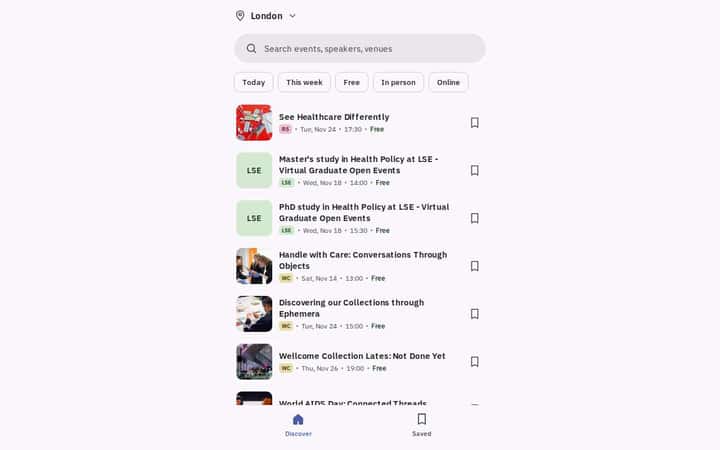 London
Search events, speakers, venues
Today
This week
Free
In person
Online
See Healthcare Differently
RS • Tue, Nov 24 • 17:30 • Free
LSE
Master's study in Health Policy at LSE -
Virtual Graduate Open Events
LSE • Wed, Nov 18 • 14:00 • Free
LSE
PhD study in Health Policy at LSE - Virtual
Graduate Open Events
LSE • Wed, Nov 18 • 15:30 • Free
Handle with Care: Conversations Through
Objects
WC • Sat, Nov 14 • 13:00 • Free
Discovering our Collections through
Ephemera
WC • Tue, Nov 24 • 15:00 • Free
Wellcome Collection Lates: Not Done Yet
WC • Thu, Nov 26 • 19:00 • Free
World AIDS Day: Connected Threads
Discover
Saved